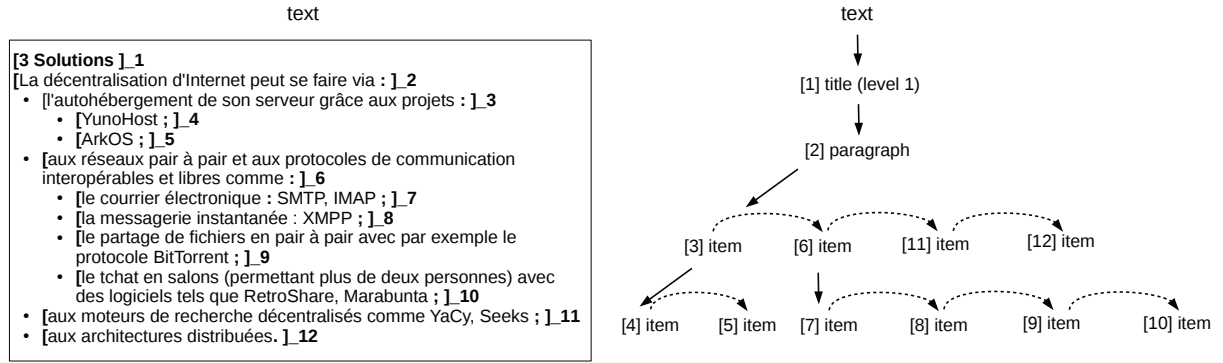 text
[3 Solutions ]_1
[La décentralisation d'Internet peut se faire via : ]_2
• [l'autohébergement de son serveur grâce aux projets : ]_3
• [YunoHost ; ]_4
• [ArkOS ; ]_5
• [aux réseaux pair à pair et aux protocoles de communication
interopérables et libres comme : ]_6
• [le courrier électronique : SMTP, IMAP ; ]_7
• [la messagerie instantanée : XMPP ; ]_8
• [le partage de fichiers en pair à pair avec par exemple le
protocole BitTorrent ; ]_9
• [le tchat en salons (permettant plus de deux personnes) avec
des logiciels tels que RetroShare, Marabunta ; ]_10
• [aux moteurs de recherche décentralisés comme YaCy, Seeks ; ]_11
• [aux architectures distribuées. ]_12
text
[1] title (level 1)
[2] paragraph
[3] item [6] item [11] item [12] item
[4] item [5] item [7] item [8] item [9] item [10] item